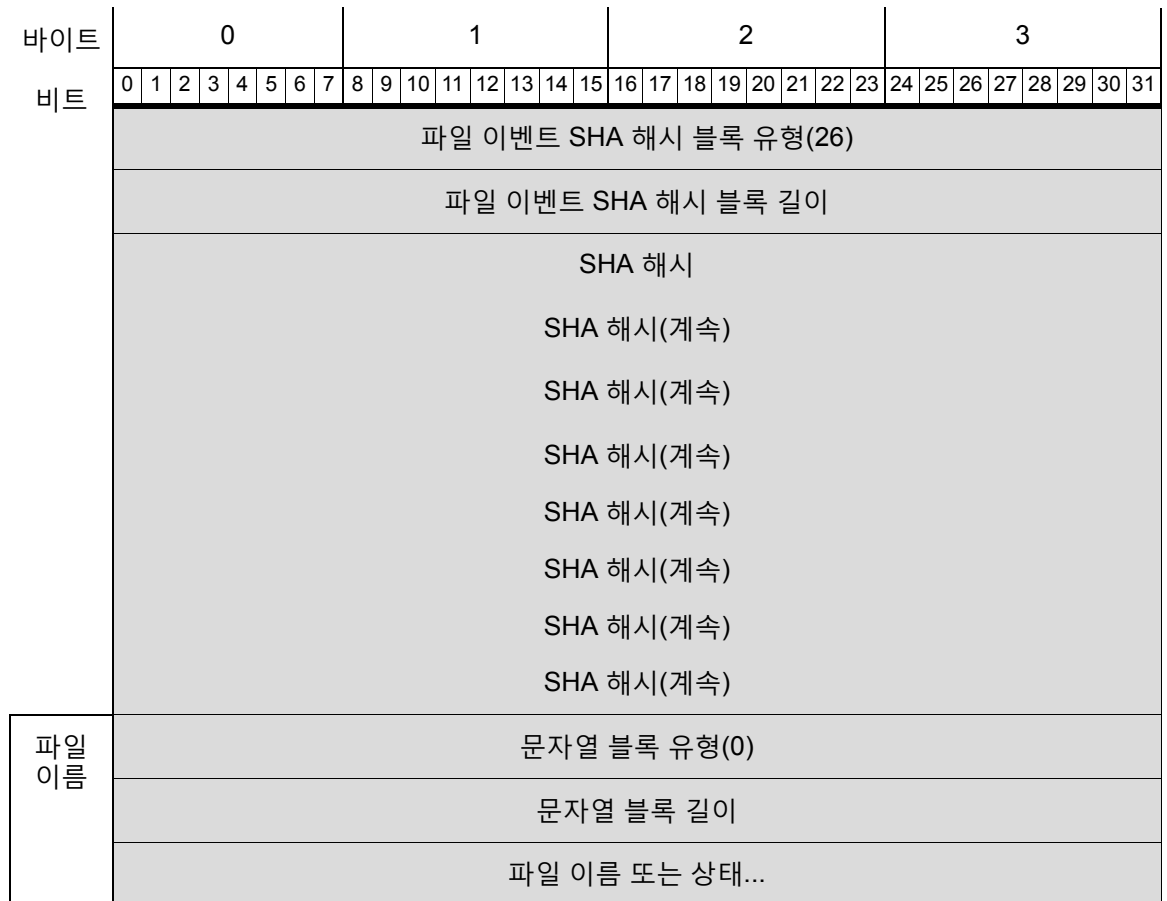 바이트 0 1 2 3
비트 0 1 2 3 4 5 6 7 8 9 10 11 12 13 14 15 16 17 18 19 20 21 22 23 24 25 26 27 28 29 30 31
파일 이벤트 SHA 해시 블록 유형(26)
파일 이벤트 SHA 해시 블록 길이
SHA 해시
SHA 해시(계속)
SHA 해시(계속)
SHA 해시(계속)
SHA 해시(계속)
SHA 해시(계속)
SHA 해시(계속)
SHA 해시(계속)
파일
이름
문자열 블록 유형(0)
문자열 블록 길이
파일 이름 또는 상태...